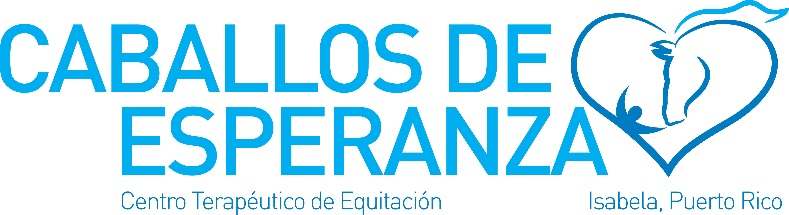 CABALLOS DE
ESPERANZA
Centro Terapéutico de Equitación
Isabela, Puerto Rico